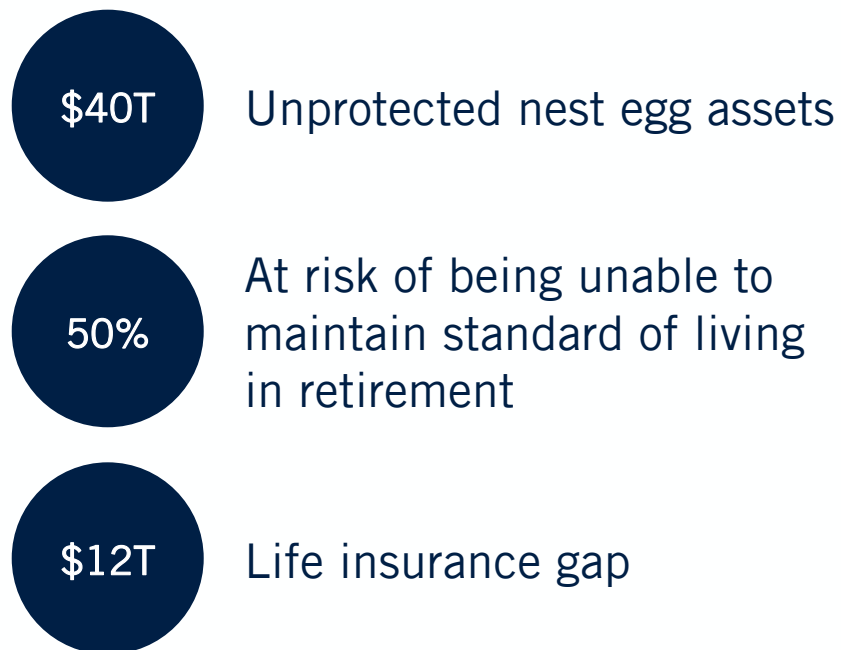 $40T
Unprotected nest egg assets
50%
At risk of being unable to
maintain standard of living
in retirement
$12T
Life insurance gap